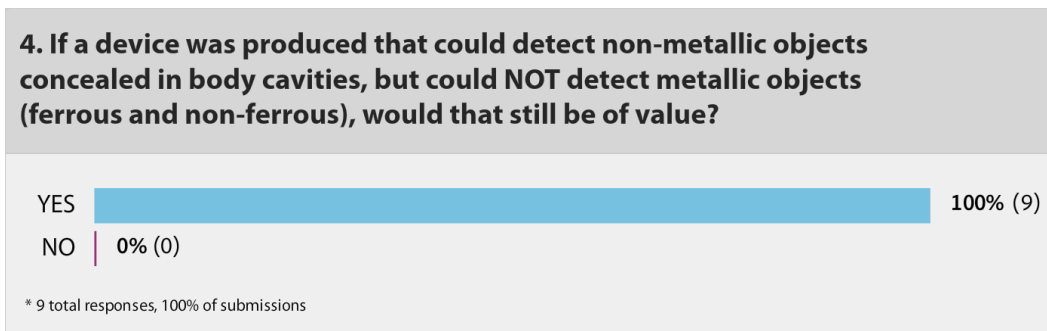 4. If a device was produced that could detect non-metallic objects
concealed in body cavities, but could NOT detect metallic objects
(ferrous and non-ferrous), would that still be of value?
YES 100% (9)
NO 0% (0)
* 9 total responses, 100% of submissions